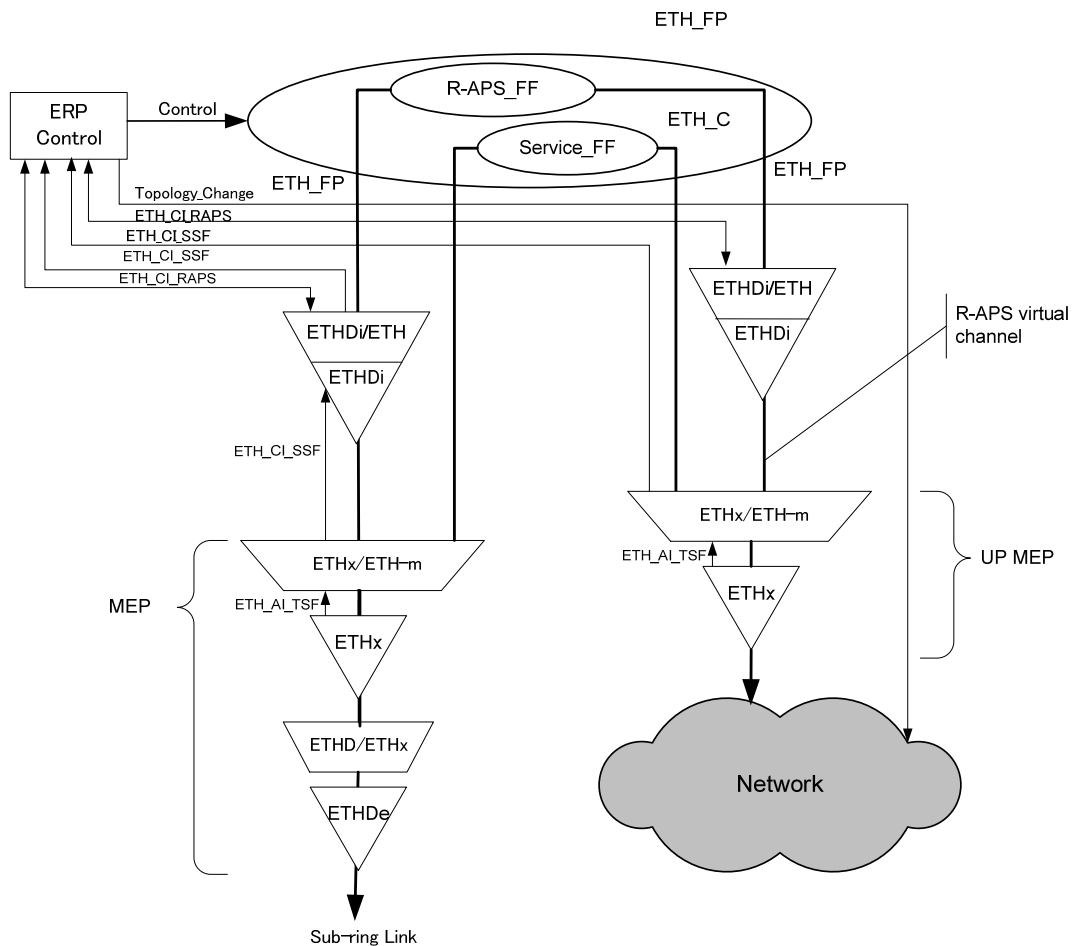 ETH_FP
R-APS_FF
ERP
Control
Control
ETH_C
Service_FF
ETH_FP
ETH_FP
Topology_Change
ETH_CI_RAPS
ETH_CI_SSF
ETH_CI_SSF
ETH_CI_RAPS
ETHDi/ETH
ETHDi
ETHDi/ETH
ETHDi
R-APS virtual
channel
ETH_CI_SSF
ETHx/ETH-m
ETH_AI_TSF
UP MEP
ETHx/ETH-m
ETHx
MEP
ETH_AI_TSF
ETHx
ETHD/ETHx
Network
ETHDe
Sub-ring Link